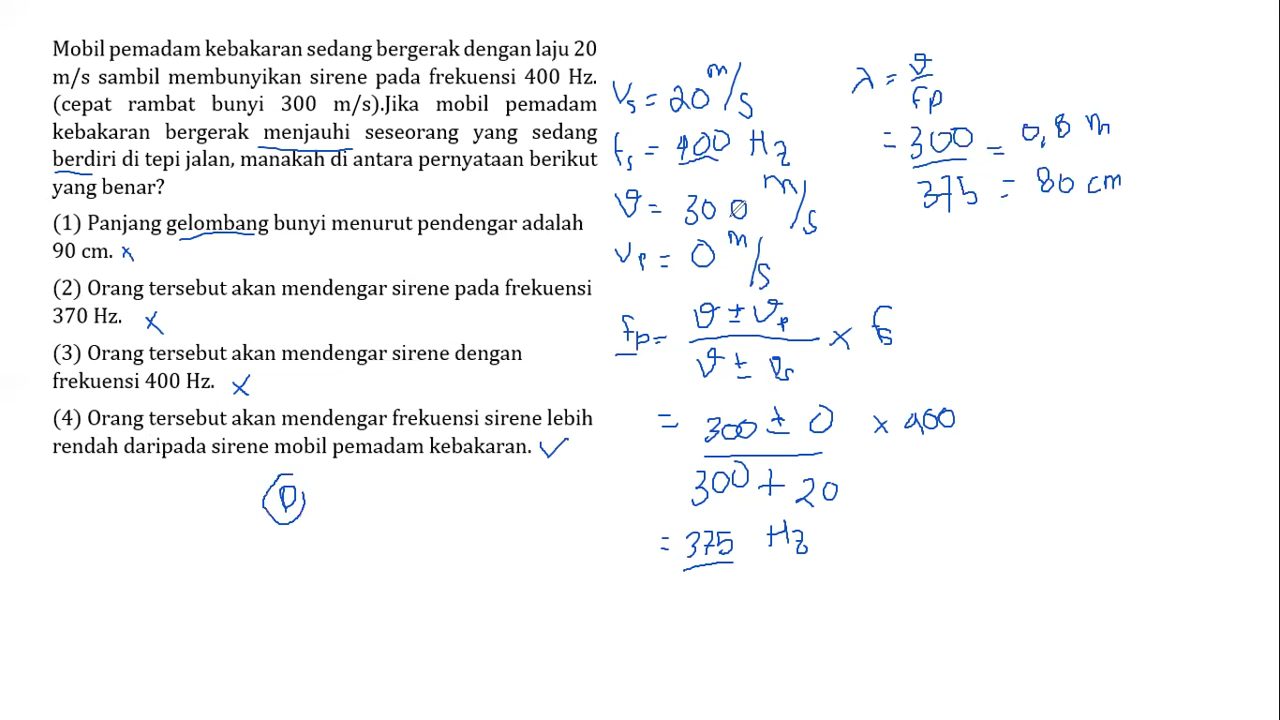 Mobil pemadam kebakaran sedang bergerak dengan laju 20
m/s sambil membunyikan sirene pada frekuensi 400 Hz.
(cepat rambat bunyi 300 m/s).Jika mobil pemadam
kebakaran bergerak menjauhi seseorang yang sedang
berdiri di tepi jalan, manakah di antara pernyataan berikut
yang benar?
(1) Panjang gelombang bunyi menurut pendengar adalah
90 cm. x
(2) Orang tersebut akan mendengar sirene pada frekuensi
370 Hz. x
(3) Orang tersebut akan mendengar sirene dengan
frekuensi 400 Hz. x
(4) Orang tersebut akan mendengar frekuensi sirene lebih
rendah daripada sirene mobil pemadam kebakaran. ✓
D
Vs = 20 m/s
fs = 400 Hz
v = 300 m/s
Vp = 0 m/s
fp = (v ± vp) / (v ± vs) x fs
= (300 ± 0) / (300 + 20) x 400
= 375 Hz
λ = v / fp
= 300 / 375 = 0,8 m
= 80 cm